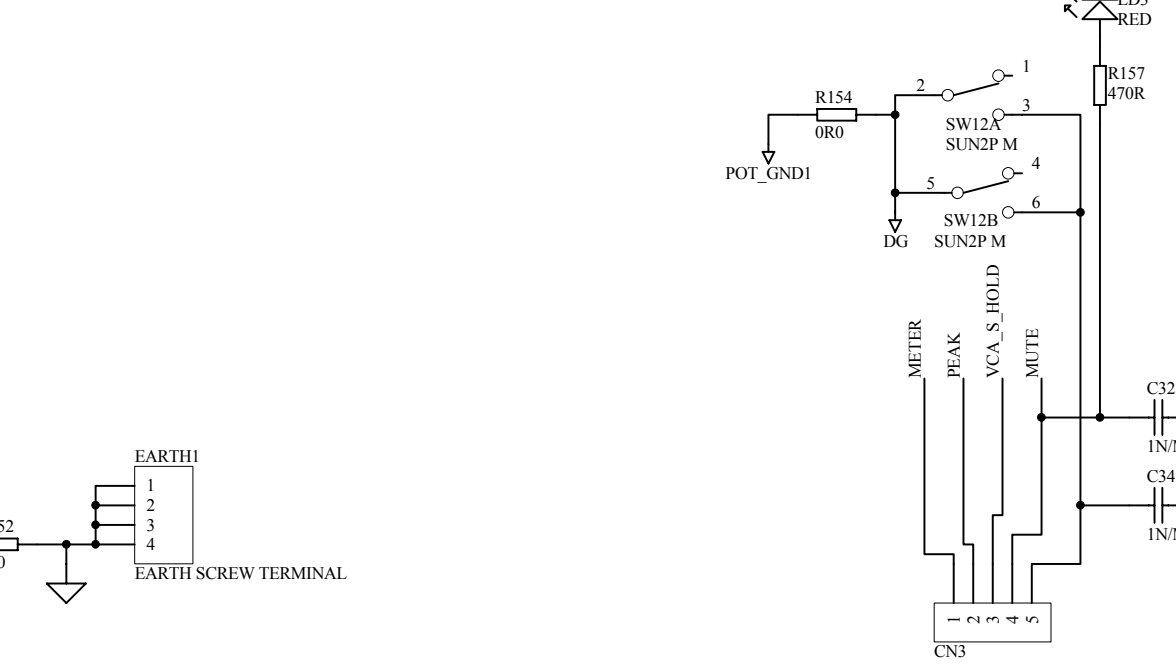 RED
R157
470R
1
2
R154
0R0
3
SW12A
SUN2P M
POT_GND1
4
5
6
SW12B
SUN2P M
DG
METER
PEAK
VCA_S_HOLD
MUTE
C32
1N/
C34
1N/
EARTH1
1
2
3
4
EARTH SCREW TERMINAL
52
0
1
2
3
4
5
CN3